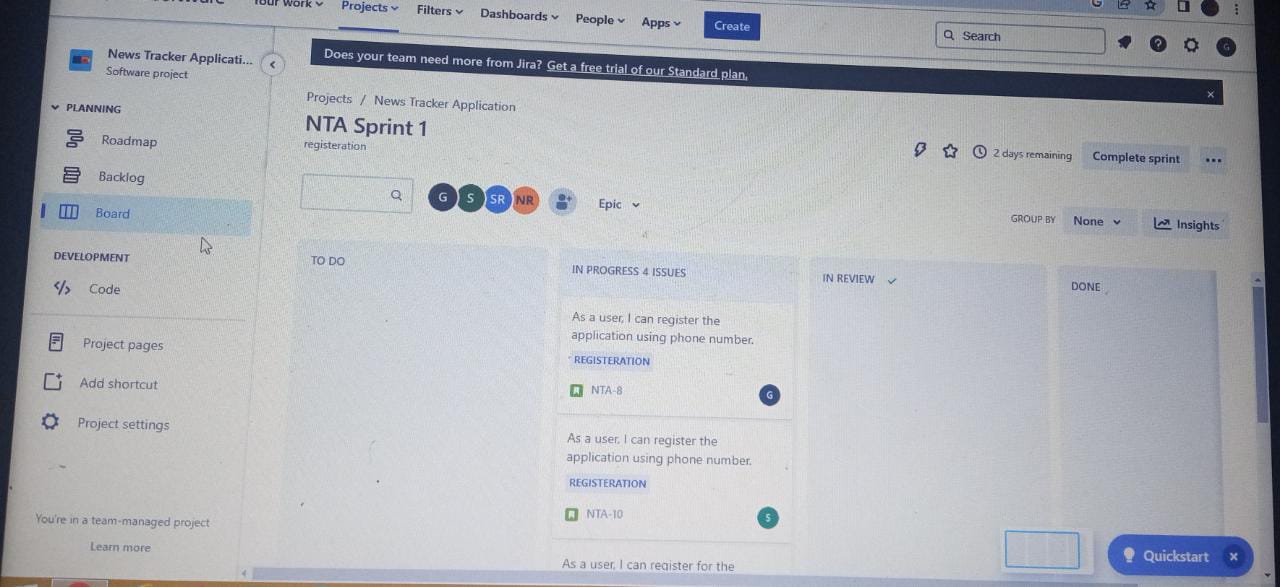 Your work
Projects
Filters
Dashboards
People
Apps
Create
Search
G
News Tracker Applicati...
Software project
Does your team need more from Jira? Get a free trial of our Standard plan.
PLANNING
Roadmap
Backlog
Board
DEVELOPMENT
Code
Project pages
Add shortcut
Project settings
You're in a team-managed project
Learn more
Projects / News Tracker Application
NTA Sprint 1
registeration
2 days remaining
Complete sprint
G S SR NR
Epic
GROUP BY
None
Insights
TO DO
IN PROGRESS 4 ISSUES
As a user, I can register the
application using phone number.
REGISTERATION
NTA-8
G
As a user, I can register the
application using phone number.
REGISTERATION
NTA-10
S
As a user, I can register for the
IN REVIEW
DONE
Quickstart